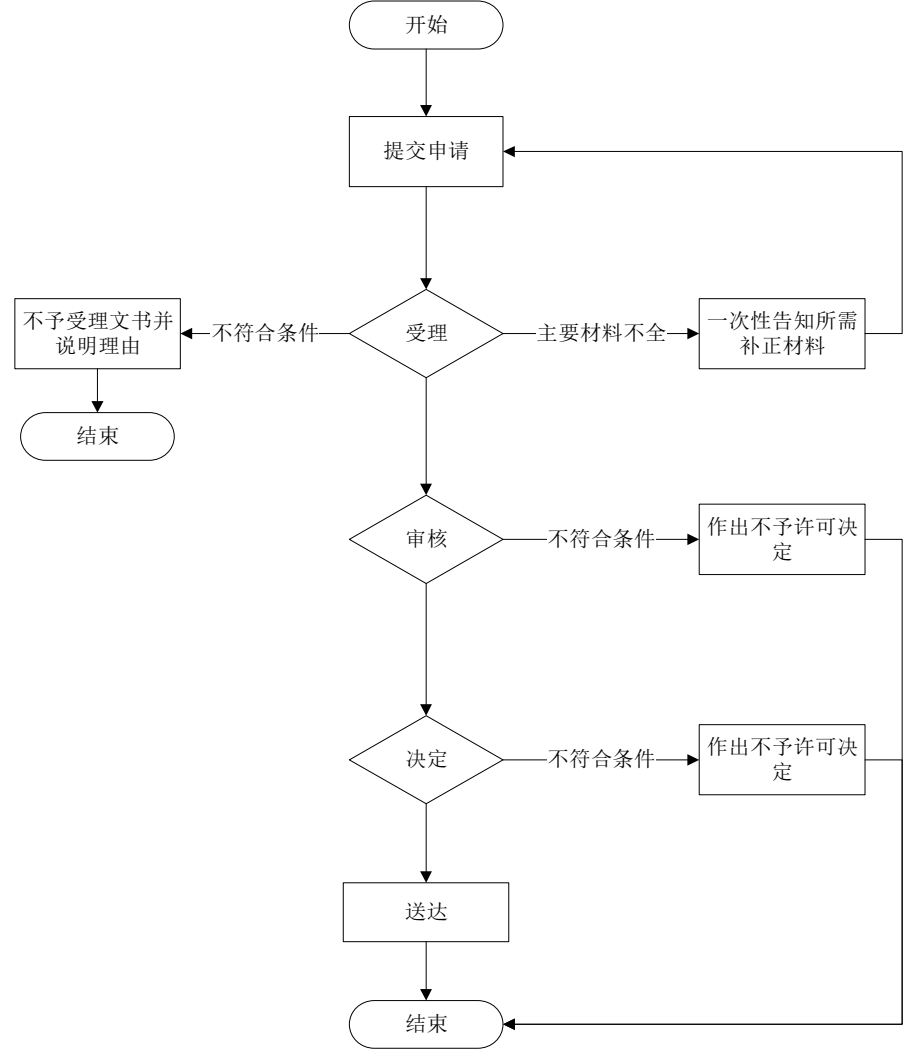 开始
提交申请
不予受理文书并
说明理由
不符合条件
受理
主要材料不全
一次性告知所需
补正材料
结束
审核
不符合条件
作出不予许可决
定
决定
不符合条件
作出不予许可决
定
送达
结束